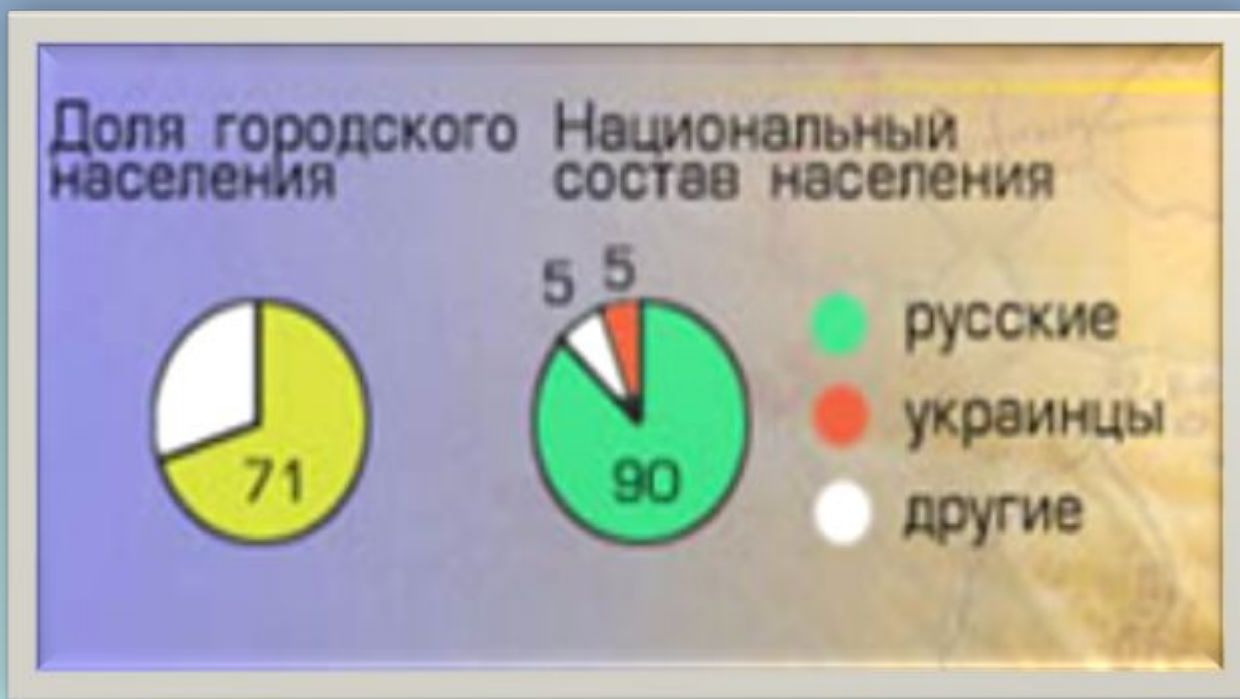 Доля городского
населения
Национальный
состав населения
5 5
71
90
русские
украинцы
другие